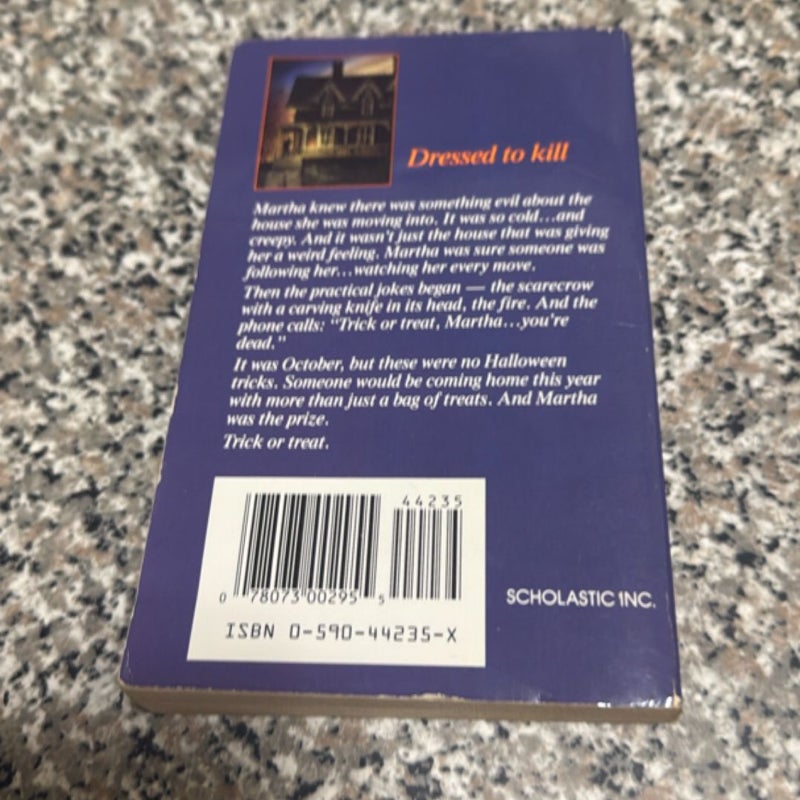 Dressed to kill
Martha knew there was something evil about the
house she was moving into. It was so cold...and
creepy. And it wasn't just the house that was giving
her a weird feeling. Martha was sure someone was
following her...watching her every move.
Then the practical jokes began — the scarecrow
with a carving knife in its head, the fire. And the
phone calls: "Trick or treat, Martha...you're
dead."
It was October, but these were no Halloween
tricks. Someone would be coming home this year
with more than just a bag of treats. And Martha
was the prize.
Trick or treat.
44235
0 78073 00295 5
ISBN 0-590-44235-X
SCHOLASTIC INC.